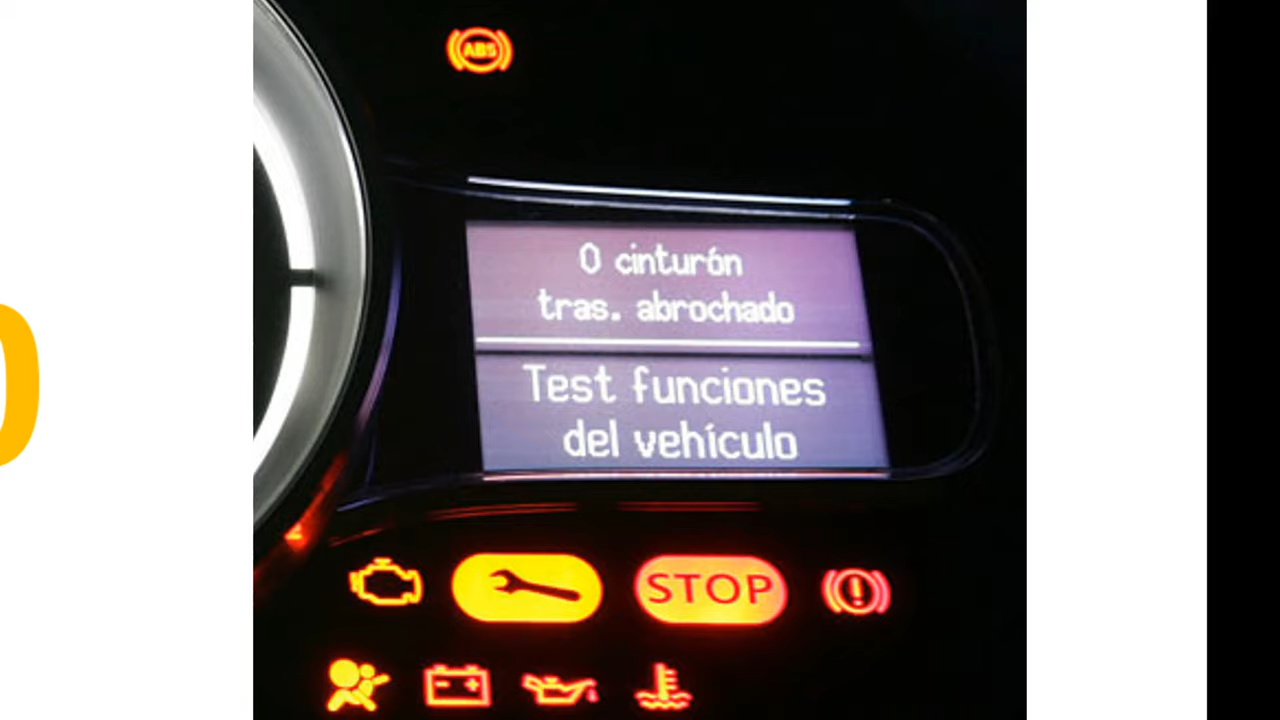 ABS
0 cinturón
tras. abrochado
Test funciones
del vehículo
STOP